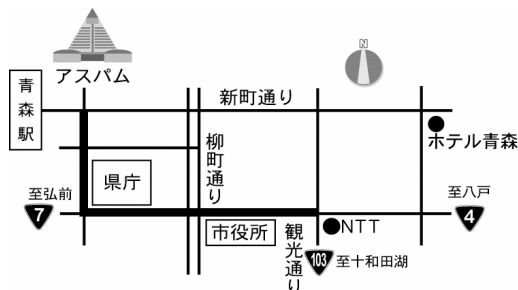 アスパム
N
青森駅
新町通り
ホテル青森
柳町通り
県庁
至弘前
7
至八戸
4
市役所
観光通り
NTT
103
至十和田湖